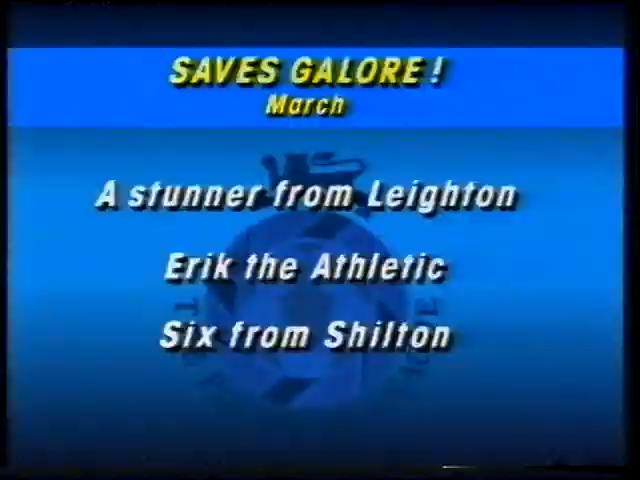 SAVES GALORE!
March
A stunner from Leighton
Erik the Athletic
Six from Shilton